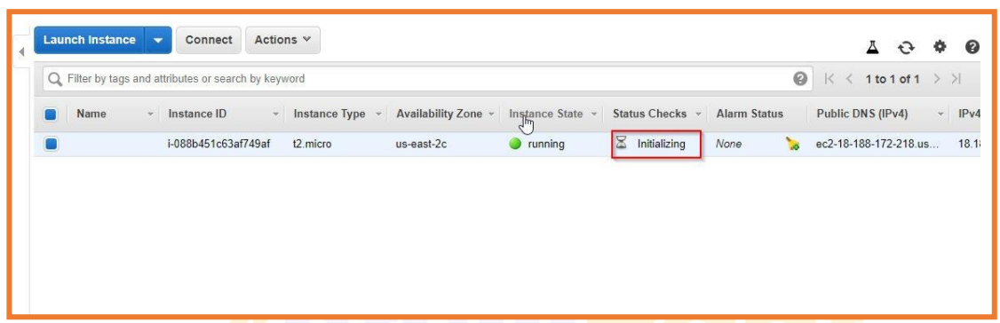 Launch Instance Connect Actions
Filter by tags and attributes or search by keyword 1 to 1 of 1
Name Instance ID Instance Type Availability Zone Instance State Status Checks Alarm Status Public DNS (IPv4) IPv4
i-088b451c63af749af t2.micro us-east-2c running Initializing None ec2-18-188-172-218.us...